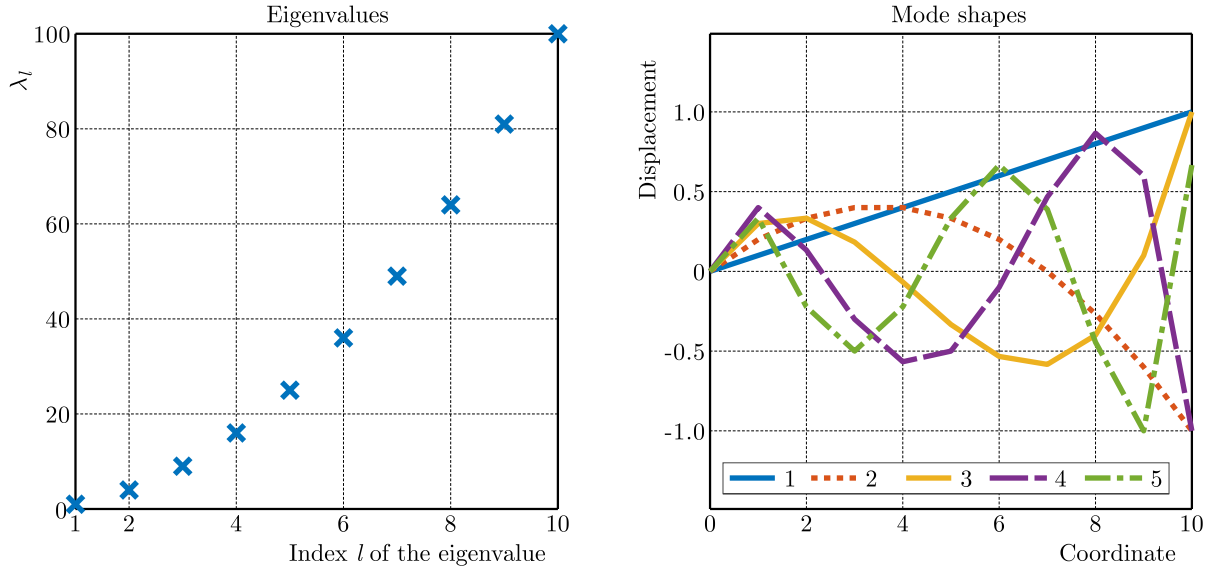 Eigenvalues
100
80
60
40
20
0
λl
1 2 4 6 8 10
Index l of the eigenvalue
Mode shapes
1.0
0.5
0
-0.5
-1.0
Displacement
1 2 3 4 5
0 2 4 6 8 10
Coordinate